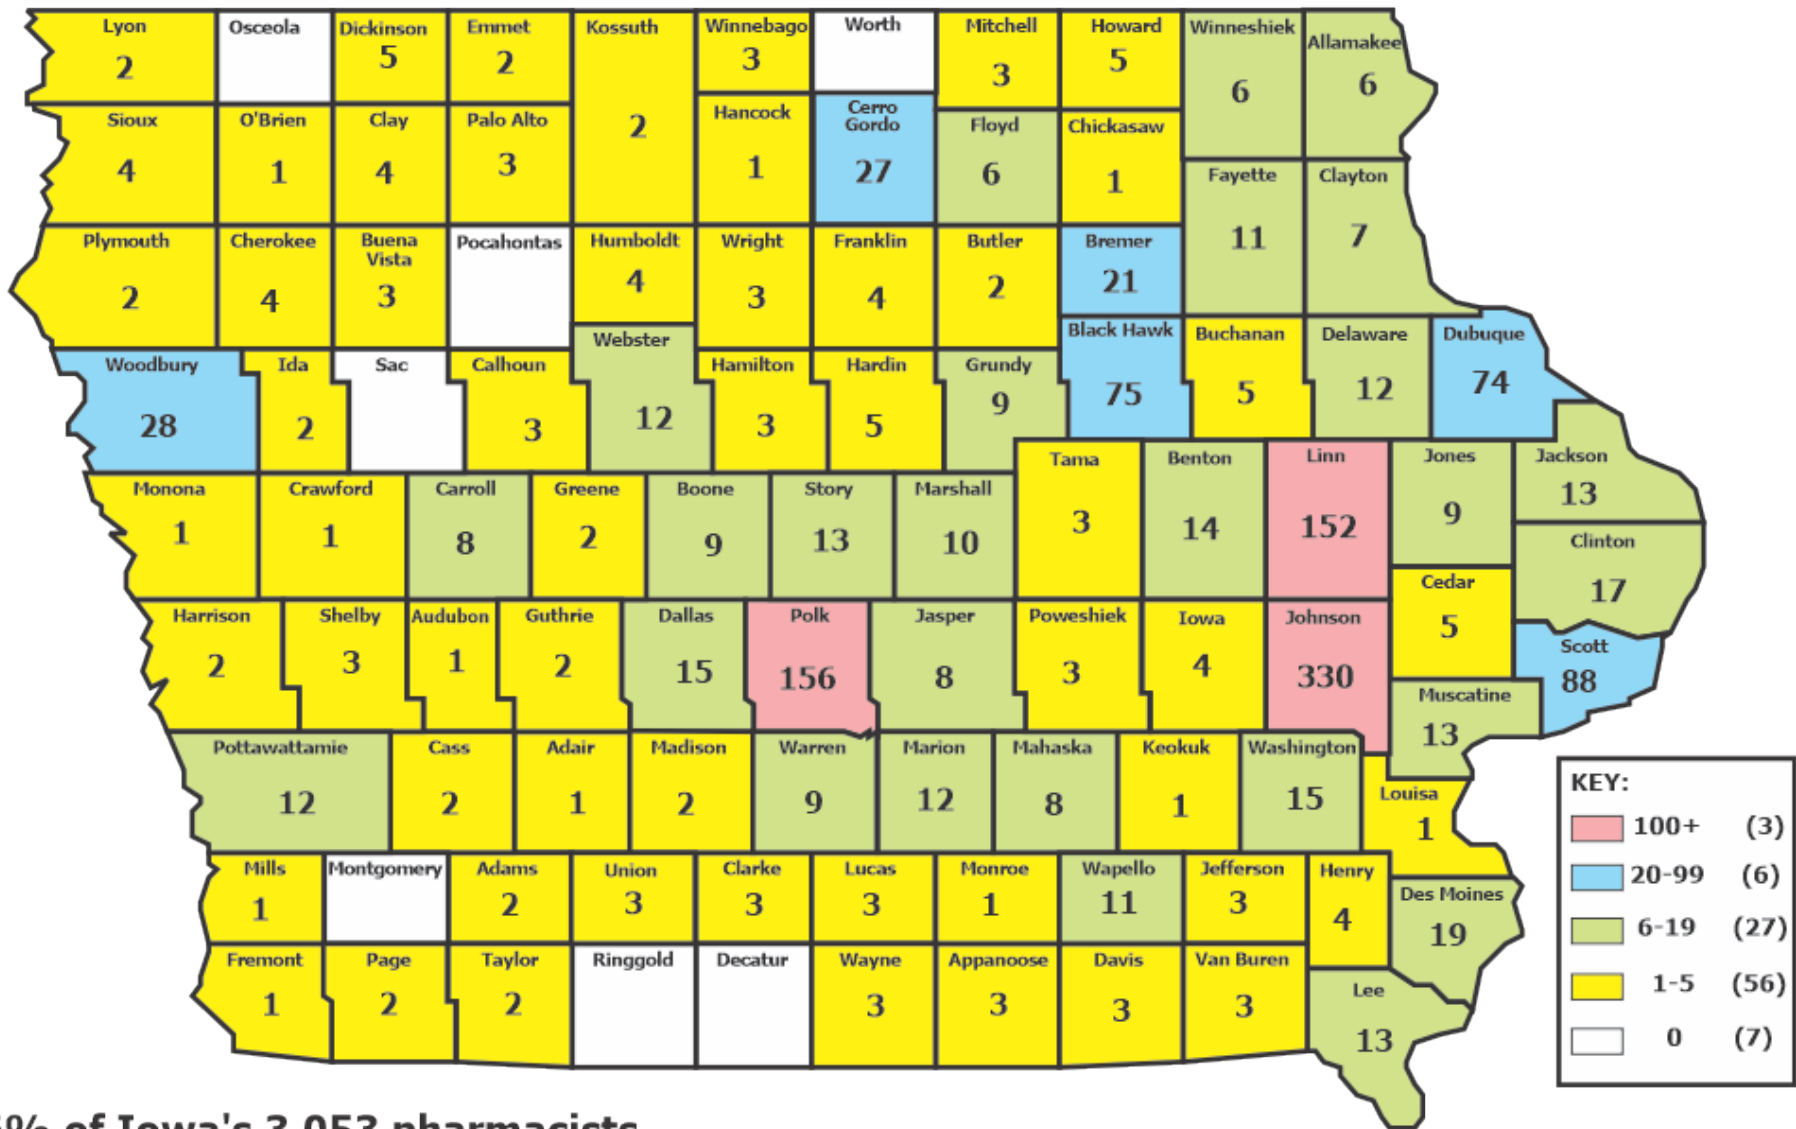 Lyon
2
Osceola
Dickinson
5
Emmet
2
Kossuth
2
Winnebago
3
Worth
Mitchell
3
Howard
5
Winneshiek
6
Allamakee
6
Sioux
4
O'Brien
1
Clay
4
Palo Alto
3
Hancock
1
Cerro
Gordo
27
Floyd
6
Chickasaw
1
Fayette
11
Clayton
7
Plymouth
2
Cherokee
4
Buena
Vista
3
Pocahontas
Humboldt
4
Wright
3
Franklin
4
Butler
2
Bremer
21
Woodbury
28
Ida
2
Sac
Calhoun
3
Webster
12
Hamilton
3
Hardin
5
Grundy
9
Black Hawk
75
Buchanan
5
Delaware
12
Dubuque
74
Monona
1
Crawford
1
Carroll
8
Greene
2
Boone
9
Story
13
Marshall
10
Tama
3
Benton
14
Linn
152
Jones
9
Jackson
13
Clinton
17
Cedar
5
Harrison
2
Shelby
3
Audubon
1
Guthrie
2
Dallas
15
Polk
156
Jasper
8
Poweshiek
3
Iowa
4
Johnson
330
Scott
88
Muscatine
13
Pottawattamie
12
Cass
2
Adair
1
Madison
2
Warren
9
Marion
12
Mahaska
8
Keokuk
1
Washington
15
Louisa
1
Mills
1
Montgomery
Adams
2
Union
3
Clarke
3
Lucas
3
Monroe
1
Wapello
11
Jefferson
3
Henry
4
Des Moines
19
Fremont
1
Page
2
Taylor
2
Ringgold
Decatur
Wayne
3
Appanoose
3
Davis
3
Van Buren
3
Lee
13
KEY:
100+ (3)
20-99 (6)
6-19 (27)
1-5 (56)
0 (7)
% of Iowa's 3,053 pharmacists